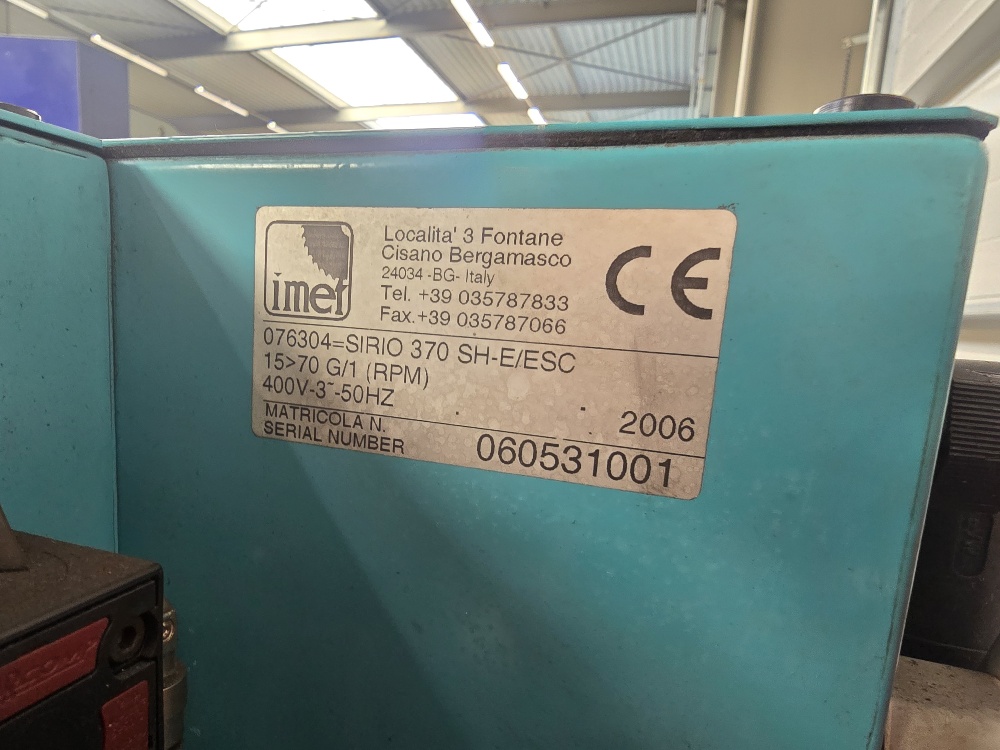 imet
Localita' 3 Fontane
Cisano Bergamasco
24034 -BG- Italy
Tel. +39 035787833
Fax.+39 035787066
CE
076304=SIRIO 370 SH-E/ESC
15>70 G/1 (RPM)
400V-3~-50HZ
2006
MATRICOLA N.
SERIAL NUMBER
060531001